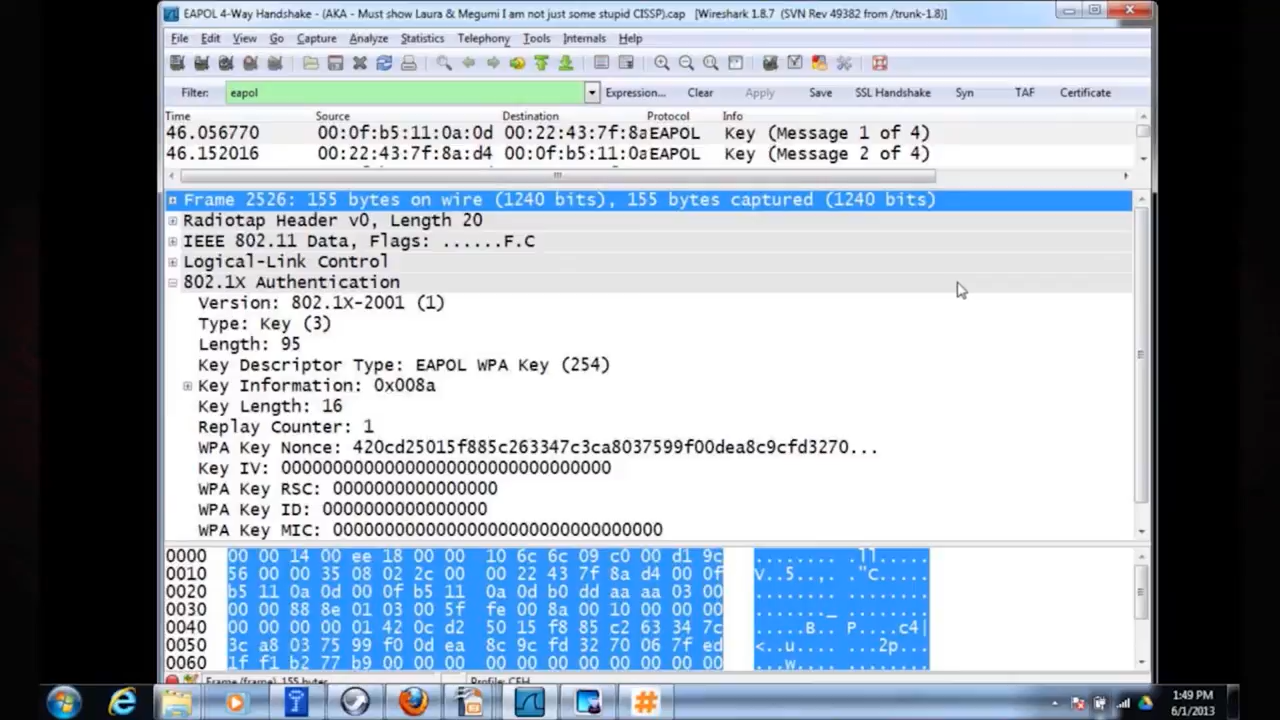 EAPOL 4-Way Handshake - (AKA - Must show Laura & Megumi I am not just some stupid CISSP).cap [Wireshark 1.8.7 (SVN Rev 49382 from /trunk-1.8)]
File Edit View Go Capture Analyze Statistics Telephony Tools Internals Help
Filter: eapol Expression... Clear Apply Save SSL Handshake Syn TAF Certificate
Time Source Destination Protocol Info
46.056770 00:0f:b5:11:0a:0d 00:22:43:7f:8a EAPOL Key (Message 1 of 4)
46.152016 00:22:43:7f:8a:d4 00:0f:b5:11:0a EAPOL Key (Message 2 of 4)
Frame 2526: 155 bytes on wire (1240 bits), 155 bytes captured (1240 bits)
Radiotap Header v0, Length 20
IEEE 802.11 Data, Flags: ......F.C
Logical-Link Control
802.1X Authentication
Version: 802.1X-2001 (1)
Type: Key (3)
Length: 95
Key Descriptor Type: EAPOL WPA Key (254)
Key Information: 0x008a
Key Length: 16
Replay Counter: 1
WPA Key Nonce: 420cd25015f885c263347c3ca8037599f00dea8c9cfd3270...
Key IV: 00000000000000000000000000000000
WPA Key RSC: 0000000000000000
WPA Key ID: 0000000000000000
WPA Key MIC: 00000000000000000000000000000000
0000 00 00 14 00 ee 18 00 00 10 6c 6c 09 c0 00 d1 9c ........ .ll.....
0010 56 00 00 35 08 02 2c 00 00 22 43 7f 8a d4 00 0f V..5..,. ."C.....
0020 b5 11 0a 0d 00 0f b5 11 0a 0d b0 dd aa aa 03 00 ........ ........
0030 00 00 88 8e 01 03 00 5f fe 00 8a 00 10 00 00 00 ......._ ........
0040 00 00 00 00 01 42 0c d2 50 15 f8 85 c2 63 34 7c .....B.. P....c4|
0050 3c a8 03 75 99 f0 0d ea 8c 9c fd 32 70 06 7f ed <..u.... ...2p...
0060 1f f1 b2 77 b9 00 00 00 00 00 00 00 00 00 00 00 ...w.... ........
Frame (frame), 155 bytes Profile: CEH
1:49 PM
6/1/2013